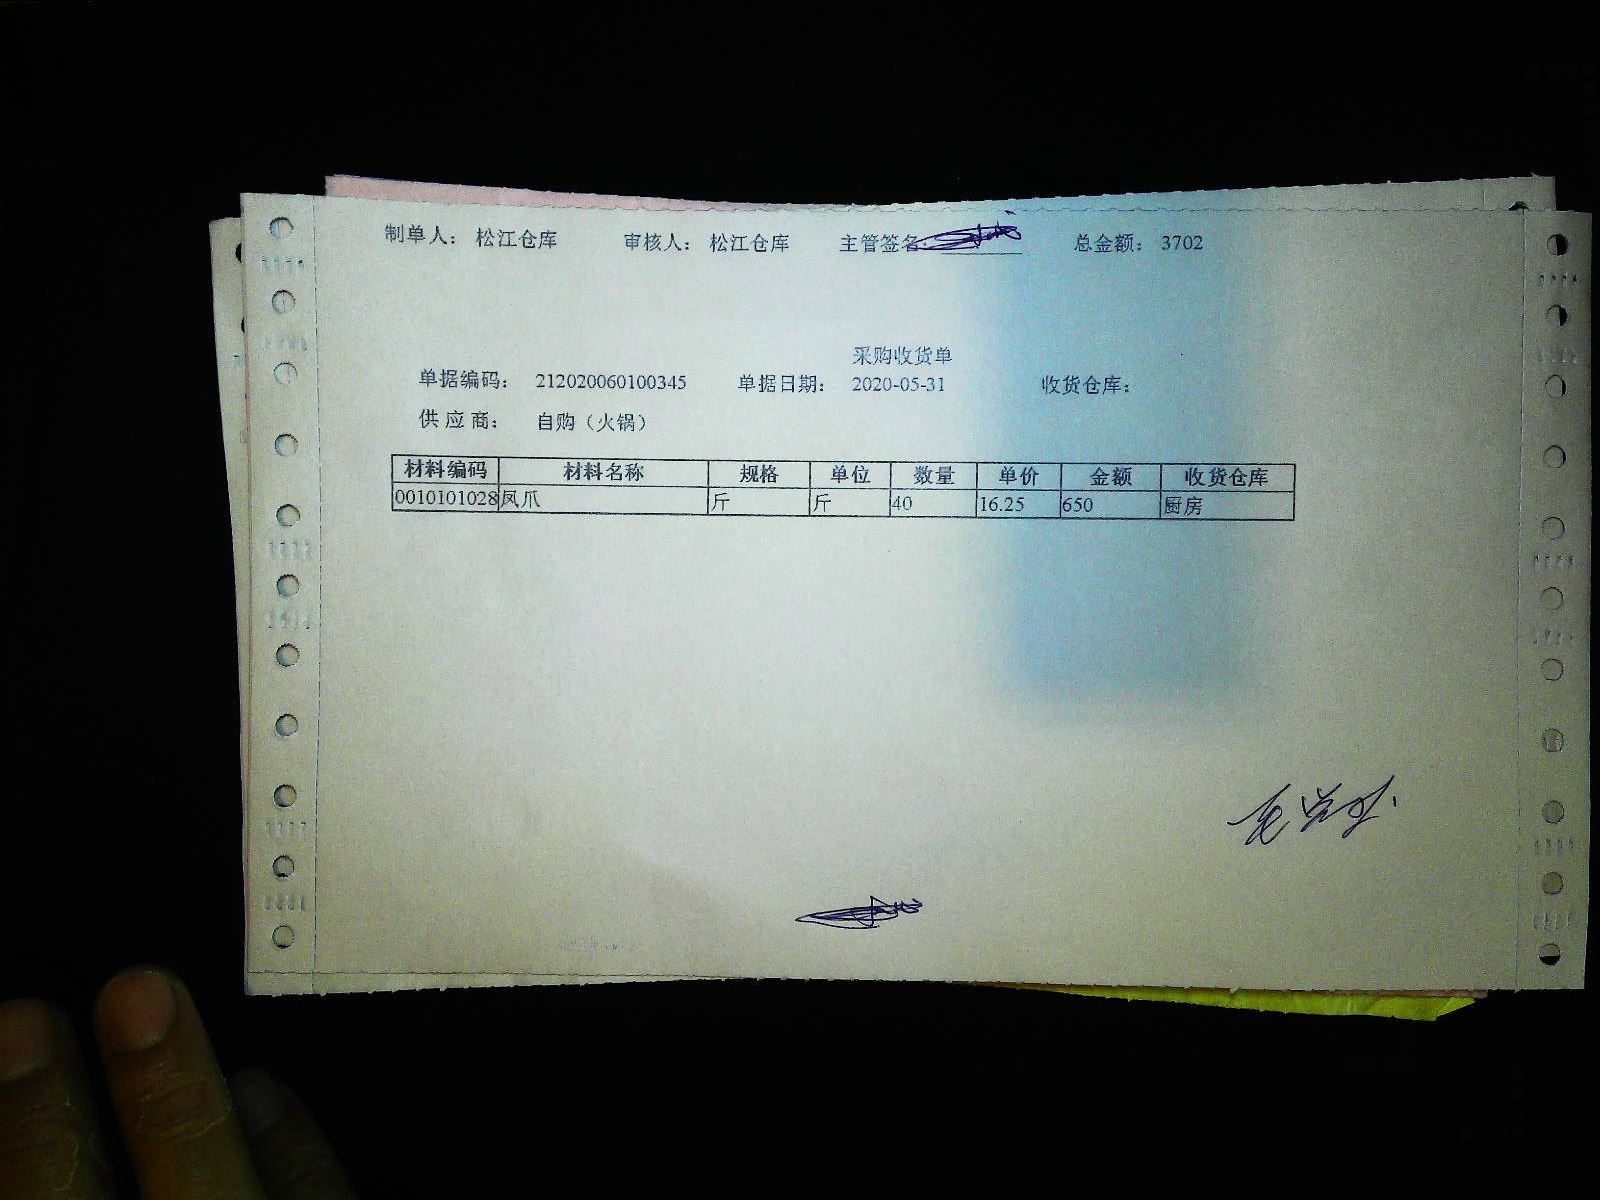 制单人： 松江仓库 审核人： 松江仓库 主管签名： 总金额： 3702
采购收货单
单据编码： 212020060100345 单据日期： 2020-05-31 收货仓库：
供应商： 自购（火锅）
材料编码 材料名称 规格 单位 数量 单价 金额 收货仓库
0010101028 凤爪 斤 斤 40 16.25 650 厨房